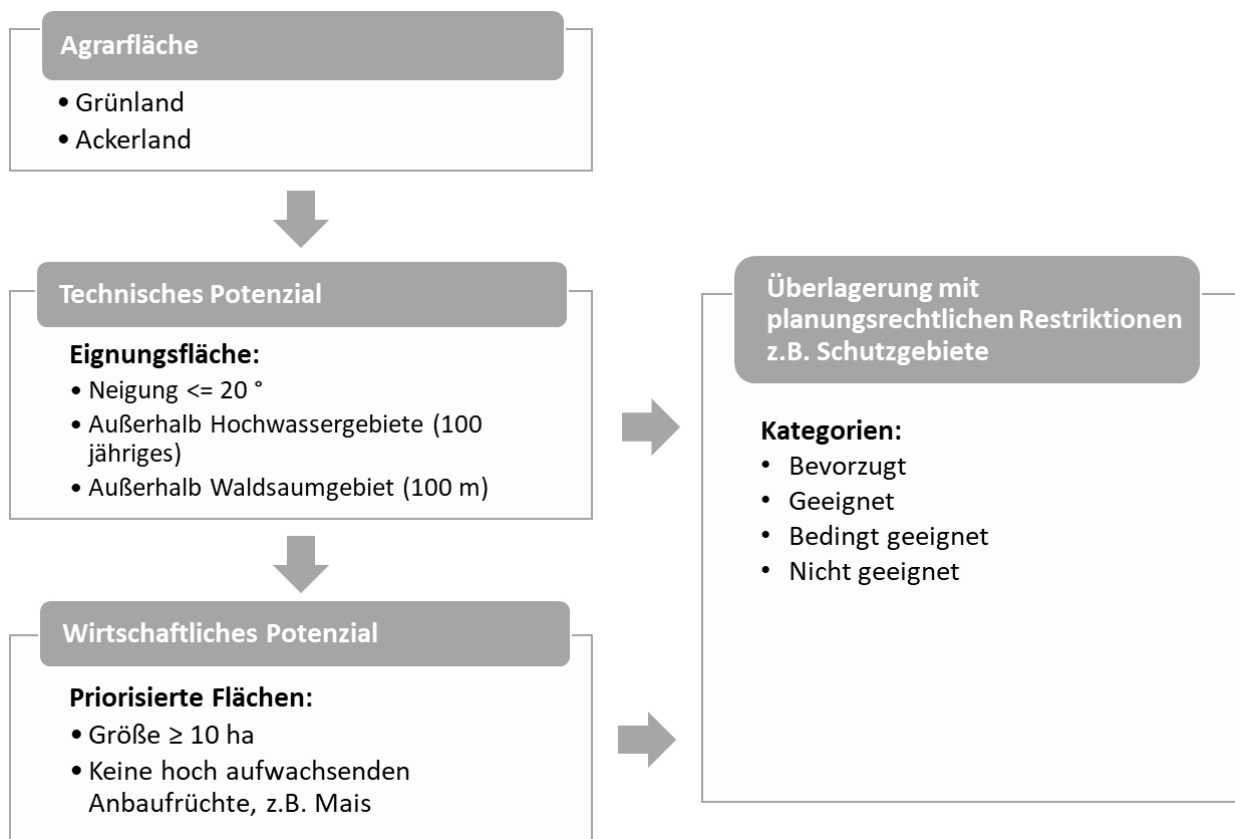 Agrarfläche
• Grünland
• Ackerland
Technisches Potenzial
Eignungsfläche:
• Neigung <= 20 °
• Außerhalb Hochwassergebiete (100
jähriges)
• Außerhalb Waldsaumgebiet (100 m)
Wirtschaftliches Potenzial
Priorisierte Flächen:
• Größe ≥ 10 ha
• Keine hoch aufwachsenden
Anbaufrüchte, z.B. Mais
Überlagerung mit
planungsrechtlichen Restriktionen
z.B. Schutzgebiete
Kategorien:
• Bevorzugt
• Geeignet
• Bedingt geeignet
• Nicht geeignet